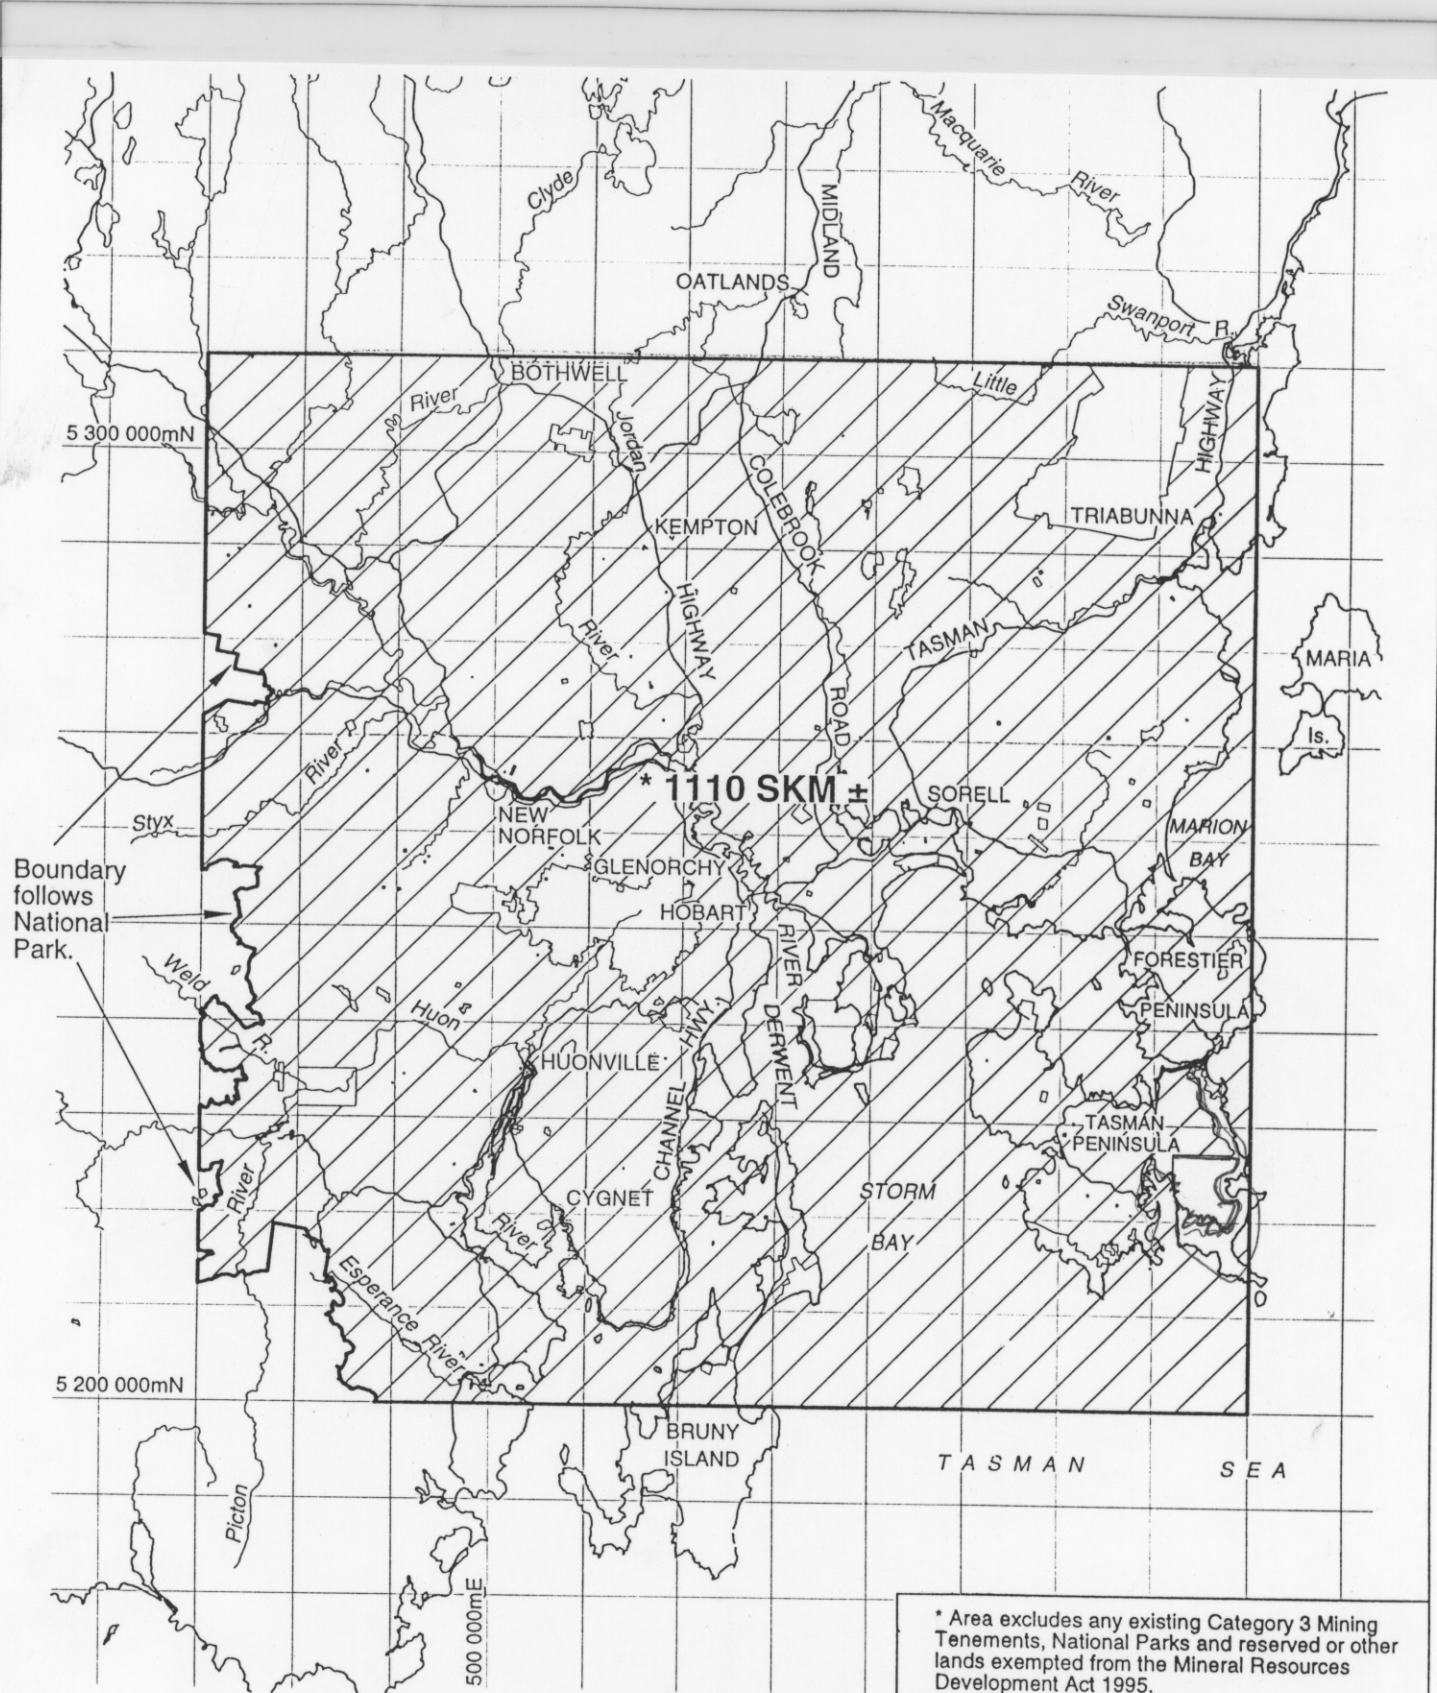 Macquarie
River
Clyde
MIDLAND
OATLANDS
Swanport R.
BOTHWELL
Little
River
HIGHWAY
5 300 000mN
Jordan
COLEBROOK
KEMPTON
TRIABUNNA
HIGHWAY
River
TASMAN
MARIA
ROAD
Is.
River
* 1110 SKM ±
SORELL
Styx
NEW
NORFOLK
MARION
BAY
GLENORCHY
Boundary
follows
National
Park.
HOBART
RIVER
FORESTIER
Weld
PENINSULA
Huon
HWY.
R.
DERWENT
HUONVILLE
CHANNEL
TASMAN
PENINSULA
River
CYGNET
STORM
River
BAY
Esperance
River
5 200 000mN
BRUNY
ISLAND
TASMAN SEA
Picton
500 000mE
* Area excludes any existing Category 3 Mining
Tenements, National Parks and reserved or other
lands exempted from the Mineral Resources
Development Act 1995.